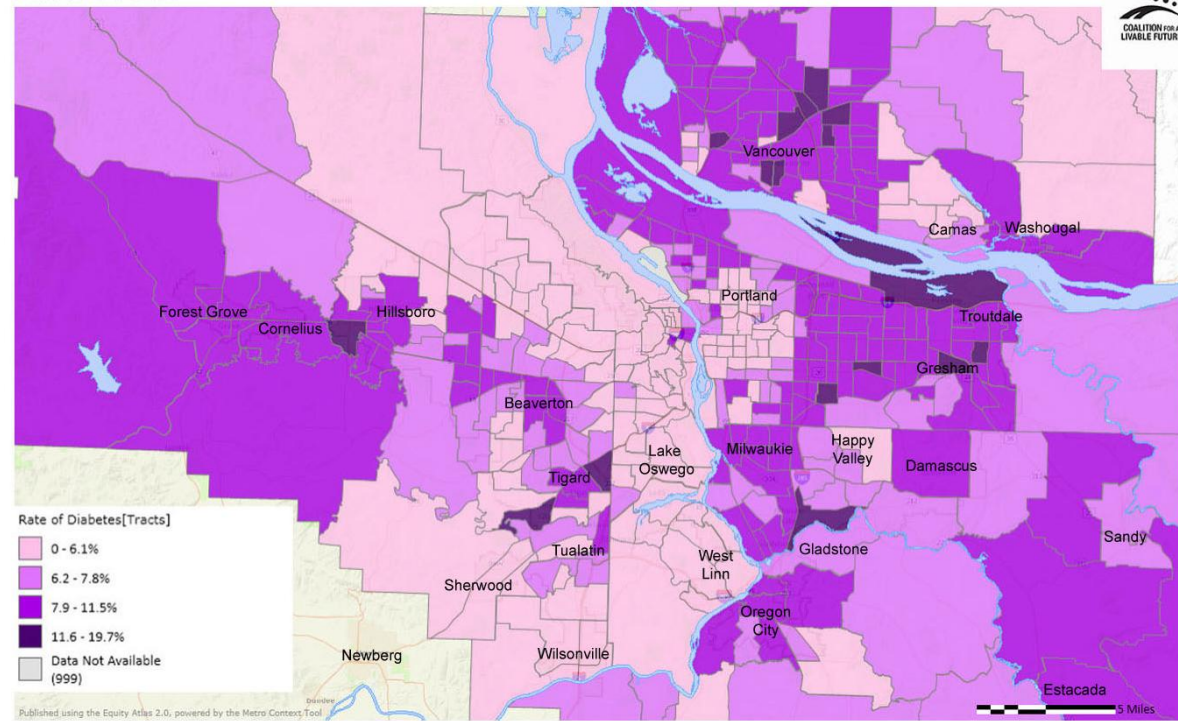 COALITION FOR A
LIVABLE FUTURE
Vancouver
Camas
Washougal
Portland
Troutdale
Forest Grove
Cornelius
Hillsboro
Gresham
Beaverton
Lake
Oswego
Milwaukie
Happy
Valley
Damascus
Tigard
Tualatin
Sherwood
West
Linn
Gladstone
Sandy
Oregon
City
Wilsonville
Newberg
Dundee
Estacada
Rate of Diabetes[Tracts]
0 - 6.1%
6.2 - 7.8%
7.9 - 11.5%
11.6 - 19.7%
Data Not Available
(999)
Published using the Equity Atlas 2.0, powered by the Metro Context Tool
5 Miles